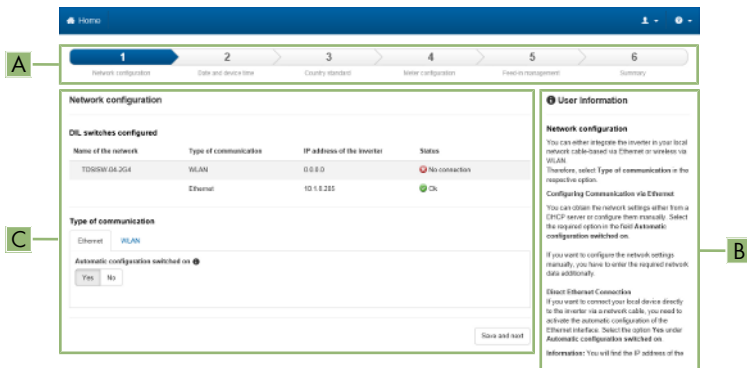 Home
A
1 2 3 4 5 6
Network configuration Date and device time Country standard Meter configuration Feed-in management Summary
C
Network configuration
DIL switches configured
Name of the network Type of communication IP address of the inverter Status
WLAN 0.0.0.0 No connection
Ethernet 10.1.8.285 Ok
Type of communication
Ethernet WLAN
Automatic configuration switched on
Yes No
Save and next
B
User Information
Network configuration
You can either integrate the inverter in your local
network cable-based via Ethernet or wireless via
WLAN.
Therefore, select Type of communication in the
respective option.
Configuring Communication via Ethernet
You can obtain the network settings either from a
DHCP server or configure them manually. Select
the required option in the field Automatic
configuration switched on.
If you want to configure the network settings
manually, you have to enter the required network
data additionally.
Direct Ethernet Connection
If you want to connect your local device directly
to the inverter via a network cable, you need to
activate the automatic configuration of the
Ethernet interface. Select the option Yes under
Automatic configuration switched on.
Information: You will find the IP address of the